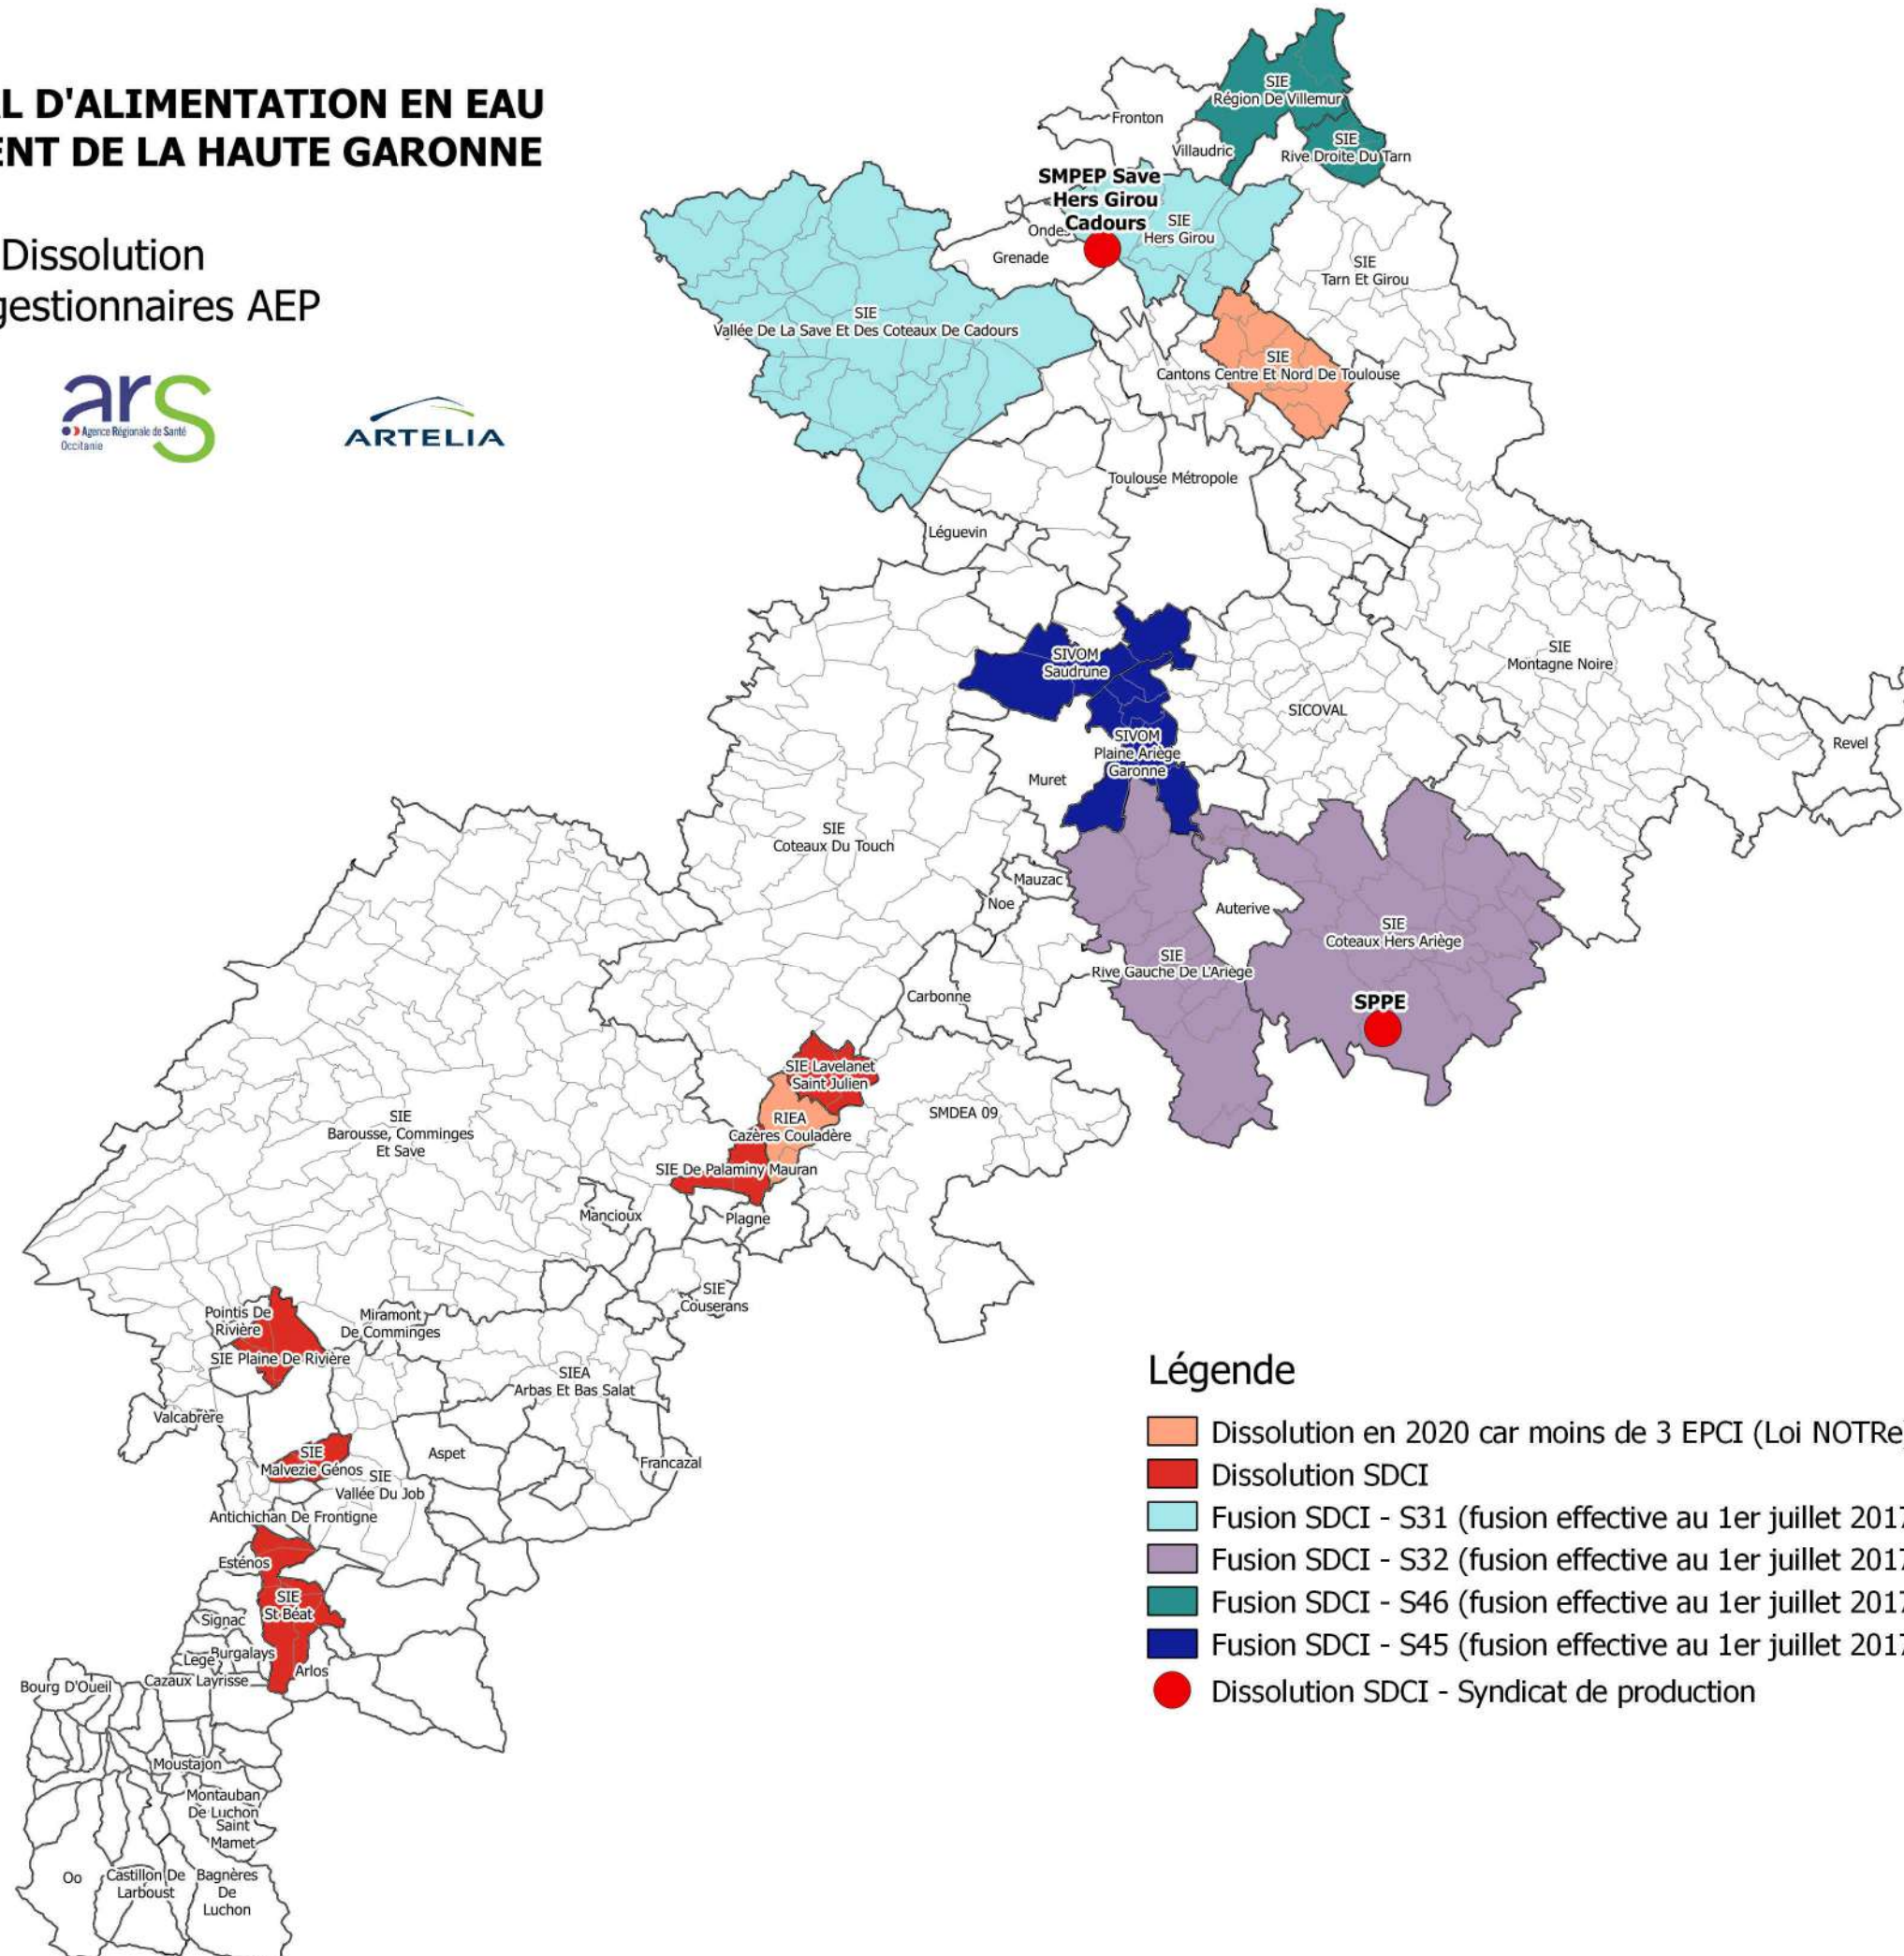 L D'ALIMENTATION EN EAU
ENT DE LA HAUTE GARONNE
Dissolution
gestionnaires AEP
ars
Agence Régionale de Santé
Occitanie
ARTELIA
SIE
Région De Villemur
Fronton
SIE
Rive Droite Du Tarn
Villaudric
SMPEP Save
Hers Girou
Cadours
SIE
Hers Girou
Ondes
Grenade
SIE
Tarn Et Girou
SIE
Vallée De La Save Et Des Coteaux De Cadours
SIE
Cantons Centre Et Nord De Toulouse
Toulouse Métropole
Léguevin
SIVOM
Saudrune
SIE
Montagne Noire
SICOVAL
SIVOM
Plaine Ariège
Garonne
Revel
Muret
SIE
Coteaux Du Touch
Mauzac
Noe
Auterive
SIE
Coteaux Hers Ariège
SIE
Rive Gauche De L'Ariège
Carbonne
SPPE
SIE Lavelanet
Saint Julien
SMDEA 09
RIEA
Cazères Couladère
SIE
Barousse, Comminges
Et Save
SIE De Palaminy Mauran
Mancioux
Plagne
SIE
Couserans
Pointis De
Rivière
Miramont
De Comminges
SIE Plaine De Rivière
SIEA
Arbas Et Bas Salat
Valcabrère
Aspet
Francazal
SIE
Malvezie Génos
SIE
Vallée Du Job
Antichichan De Frontigne
Esténos
SIE
St Béat
Signac
Burgalays
Lege
Arlos
Cazaux Layrisse
Bourg D'Oueil
Moustajon
Montauban
De Luchon
Saint
Mamet
Oo
Castillon De
Larboust
Bagnères
De
Luchon
Légende
Dissolution en 2020 car moins de 3 EPCI (Loi NOTRe
Dissolution SDCI
Fusion SDCI - S31 (fusion effective au 1er juillet 2017
Fusion SDCI - S32 (fusion effective au 1er juillet 2017
Fusion SDCI - S46 (fusion effective au 1er juillet 2017
Fusion SDCI - S45 (fusion effective au 1er juillet 2017
Dissolution SDCI - Syndicat de production